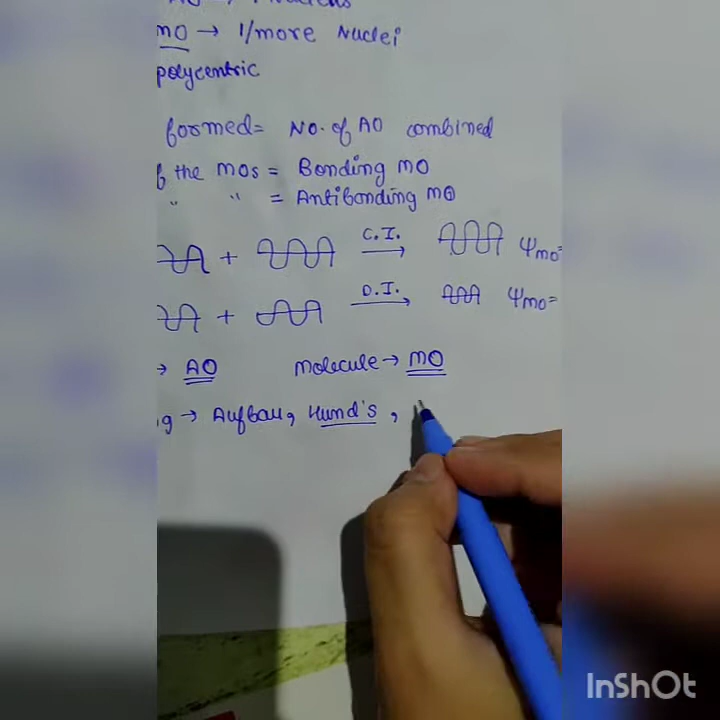 mo → 1/more Nuclei
polycentric
formed = No. of AO combined
the mos = Bonding mo
" " = Antibonding mo
+ C.I. → Ψmo=
+ D.I. → Ψmo=
→ AO molecule → mo
g → Aufbau, Hund's,
InShOt